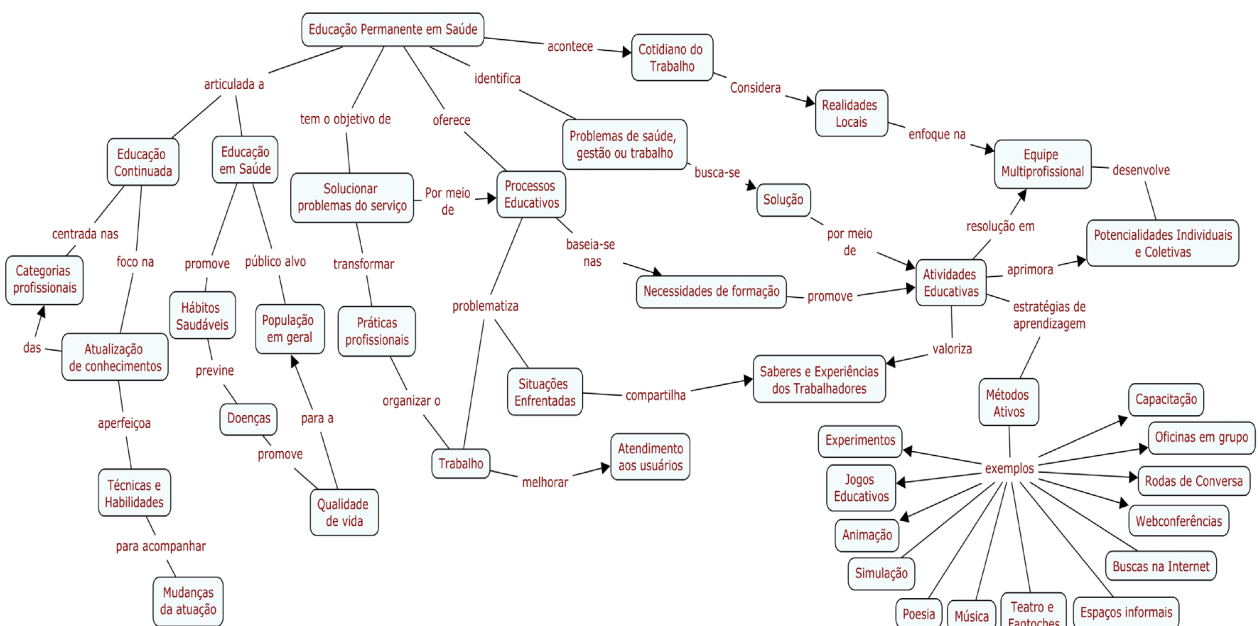 Educação Permanente em Saúde
acontece
Cotidiano do
Trabalho
Considera
Realidades
Locais
enfoque na
Equipe
Multiprofissional
desenvolve
Potencialidades Individuais
e Coletivas
articulada a
Educação
Continuada
Educação
em Saúde
centrada nas
Categorias
profissionais
das
foco na
Atualização
de conhecimentos
aperfeiçoa
Técnicas e
Habilidades
para acompanhar
Mudanças
da atuação
promove
Hábitos
Saudáveis
previne
Doenças
promove
Qualidade
de vida
para a
público alvo
População
em geral
tem o objetivo de
Solucionar
problemas do serviço
Por meio
de
transformar
Práticas
profissionais
organizar o
Trabalho
melhorar
Atendimento
aos usuários
oferece
Processos
Educativos
problematiza
Situações
Enfrentadas
compartilha
Saberes e Experiências
dos Trabalhadores
baseia-se
nas
Necessidades de formação
promove
identifica
Problemas de saúde,
gestão ou trabalho
busca-se
Solução
por meio
de
Atividades
Educativas
resolução em
aprimora
valoriza
estratégias de
aprendizagem
Métodos
Ativos
exemplos
Capacitação
Oficinas em grupo
Rodas de Conversa
Webconferências
Buscas na Internet
Espaços informais
Teatro e
Fantoches
Música
Poesia
Simulação
Animação
Jogos
Educativos
Experimentos